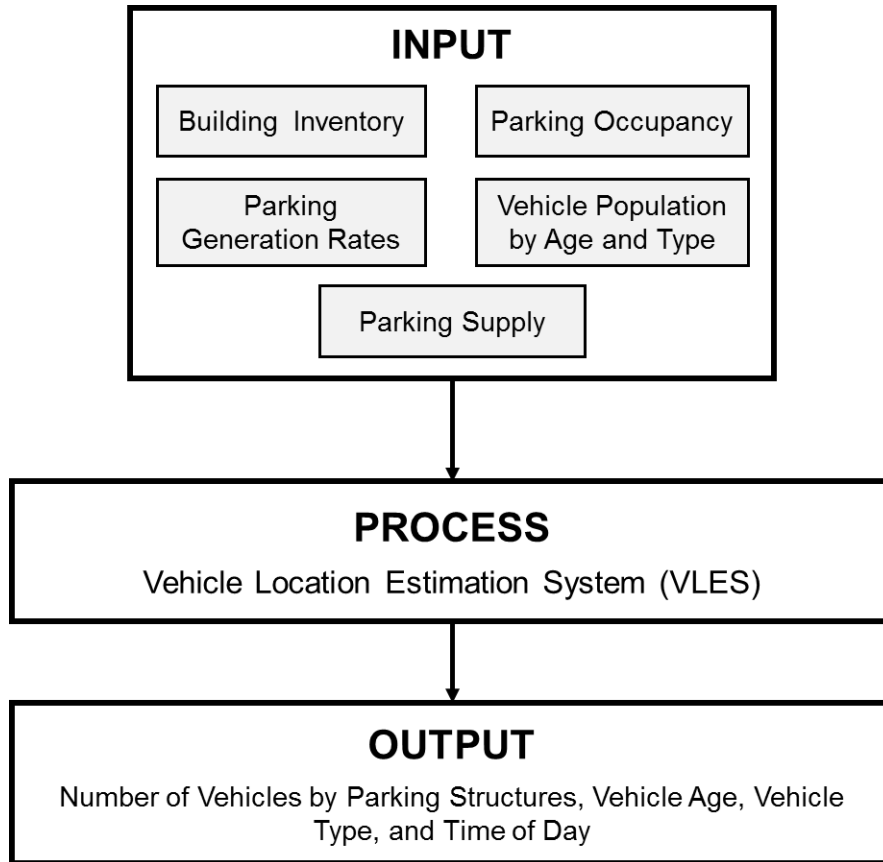 INPUT
Building Inventory
Parking Occupancy
Parking
Generation Rates
Vehicle Population
by Age and Type
Parking Supply
PROCESS
Vehicle Location Estimation System (VLES)
OUTPUT
Number of Vehicles by Parking Structures, Vehicle Age, Vehicle
Type, and Time of Day